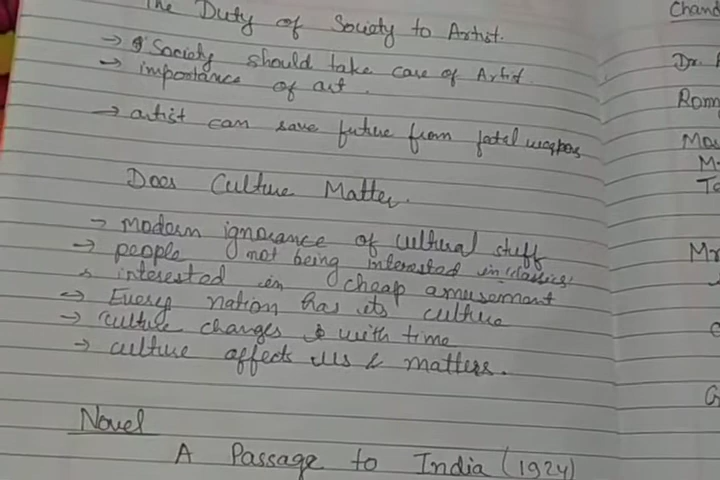 The Duty of Society to Artist.
→ Society should take care of Artist.
→ importance of art.
→ artist can save future from fatal weapons
Does Culture Matter.
→ Modern ignorance of cultural stuff
→ people not being interested in classics.
→ interested in cheap amusement
→ Every nation has its culture
→ Culture changes with time
→ culture affects us & matters.
Novel
A Passage to India (1924)
Chand
Dr.
Ronn
M
Mr